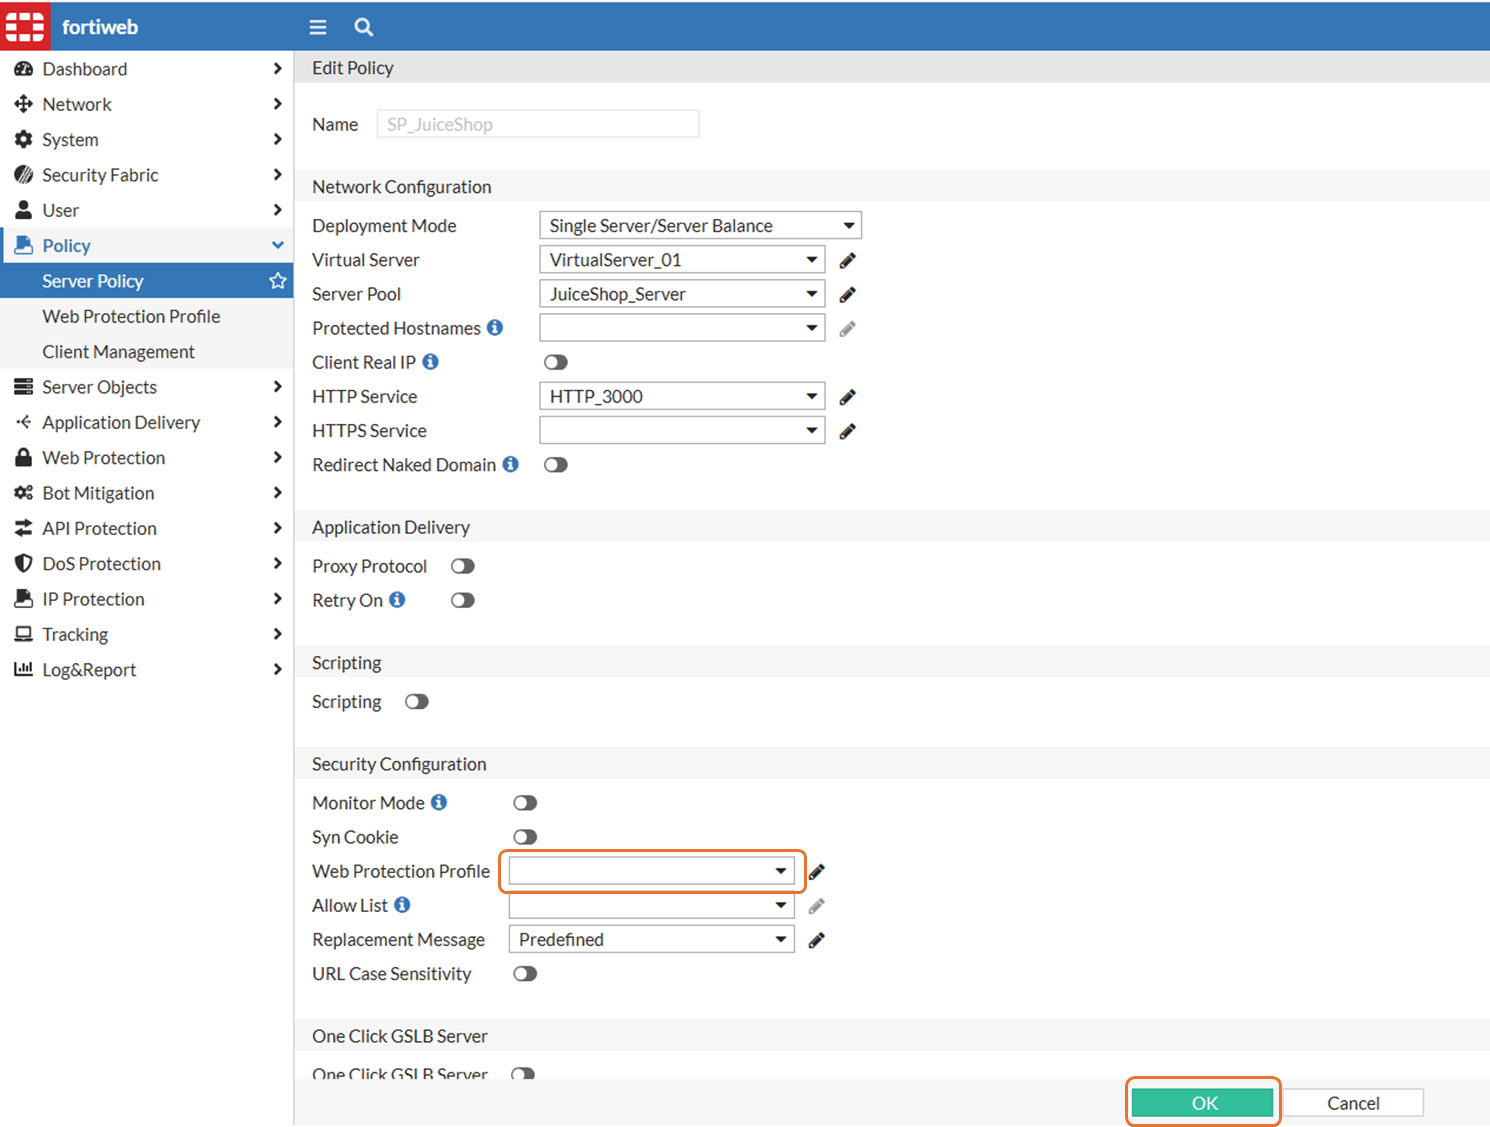 fortiweb
Dashboard
Network
System
Security Fabric
User
Policy
Server Policy
Web Protection Profile
Client Management
Server Objects
Application Delivery
Web Protection
Bot Mitigation
API Protection
DoS Protection
IP Protection
Tracking
Log&Report
Edit Policy
Name SP_JuiceShop
Network Configuration
Deployment Mode Single Server/Server Balance
Virtual Server VirtualServer_01
Server Pool JuiceShop_Server
Protected Hostnames
Client Real IP
HTTP Service HTTP_3000
HTTPS Service
Redirect Naked Domain
Application Delivery
Proxy Protocol
Retry On
Scripting
Scripting
Security Configuration
Monitor Mode
Syn Cookie
Web Protection Profile
Allow List
Replacement Message Predefined
URL Case Sensitivity
One Click GSLB Server
One Click GSLB Server
OK Cancel